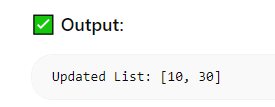 ✅ Output:
Updated List: [10, 30]